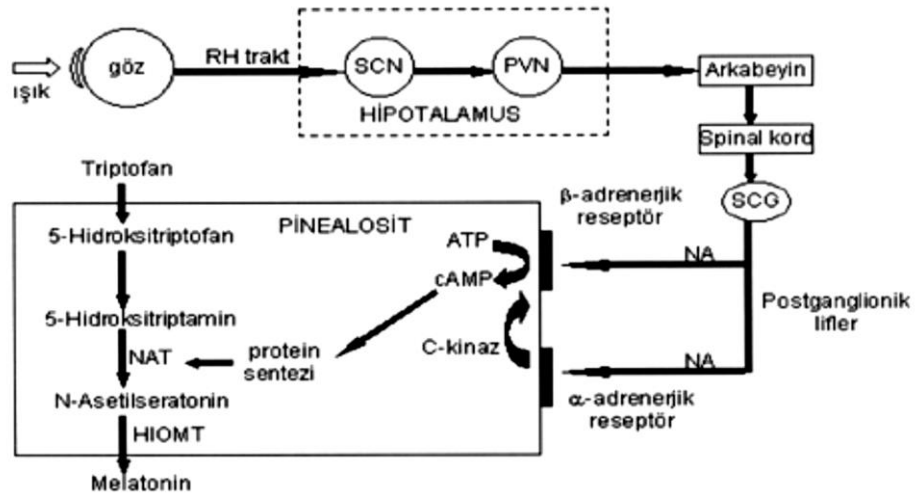 ışık
göz
RH trakt
SCN
PVN
HİPOTALAMUS
Arkabeyin
Spinal kord
SCG
Triptofan
PİNEALOSİT
5-Hidroksitriptofan
5-Hidroksitriptamin
NAT
N-Asetilseratonin
HIOMT
Melatonin
protein
sentezi
ATP
cAMP
C-kinaz
β-adrenerjik
reseptör
NA
Postganglionik
lifler
NA
α-adrenerjik
reseptör